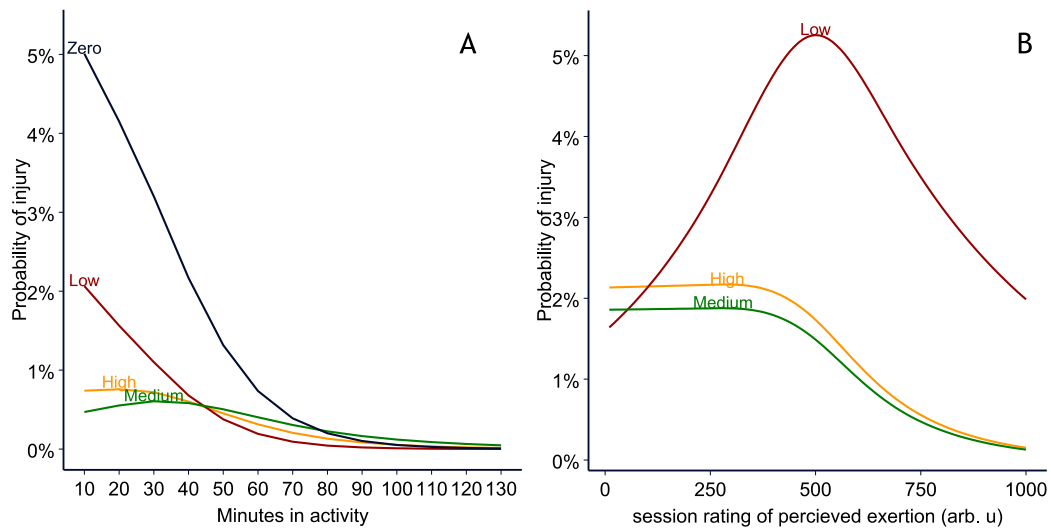 A
Zero
Low
High
Medium
5%
4%
3%
2%
1%
0%
Probability of injury
10 20 30 40 50 60 70 80 90 100 110 120 130
Minutes in activity
B
Low
High
Medium
5%
4%
3%
2%
1%
0%
Probability of injury
0 250 500 750 1000
session rating of percieved exertion (arb. u)